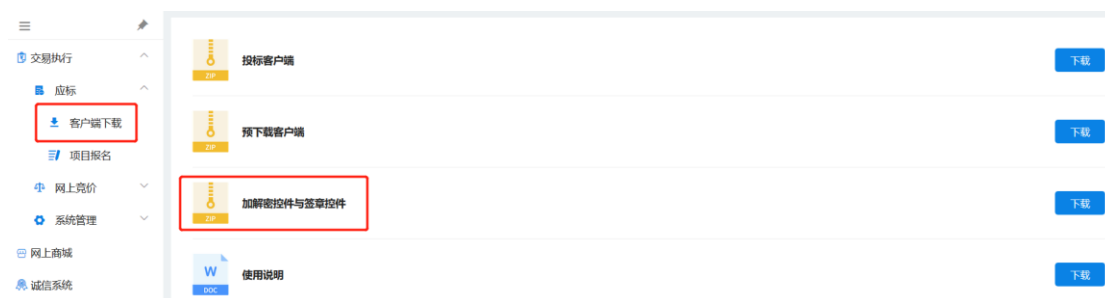 交易执行
应标
客户端下载
项目报名
网上竞价
系统管理
网上商城
诚信系统
ZIP
投标客户端
下载
ZIP
预下载客户端
下载
ZIP
加解密控件与签章控件
下载
W
DOC
使用说明
下载